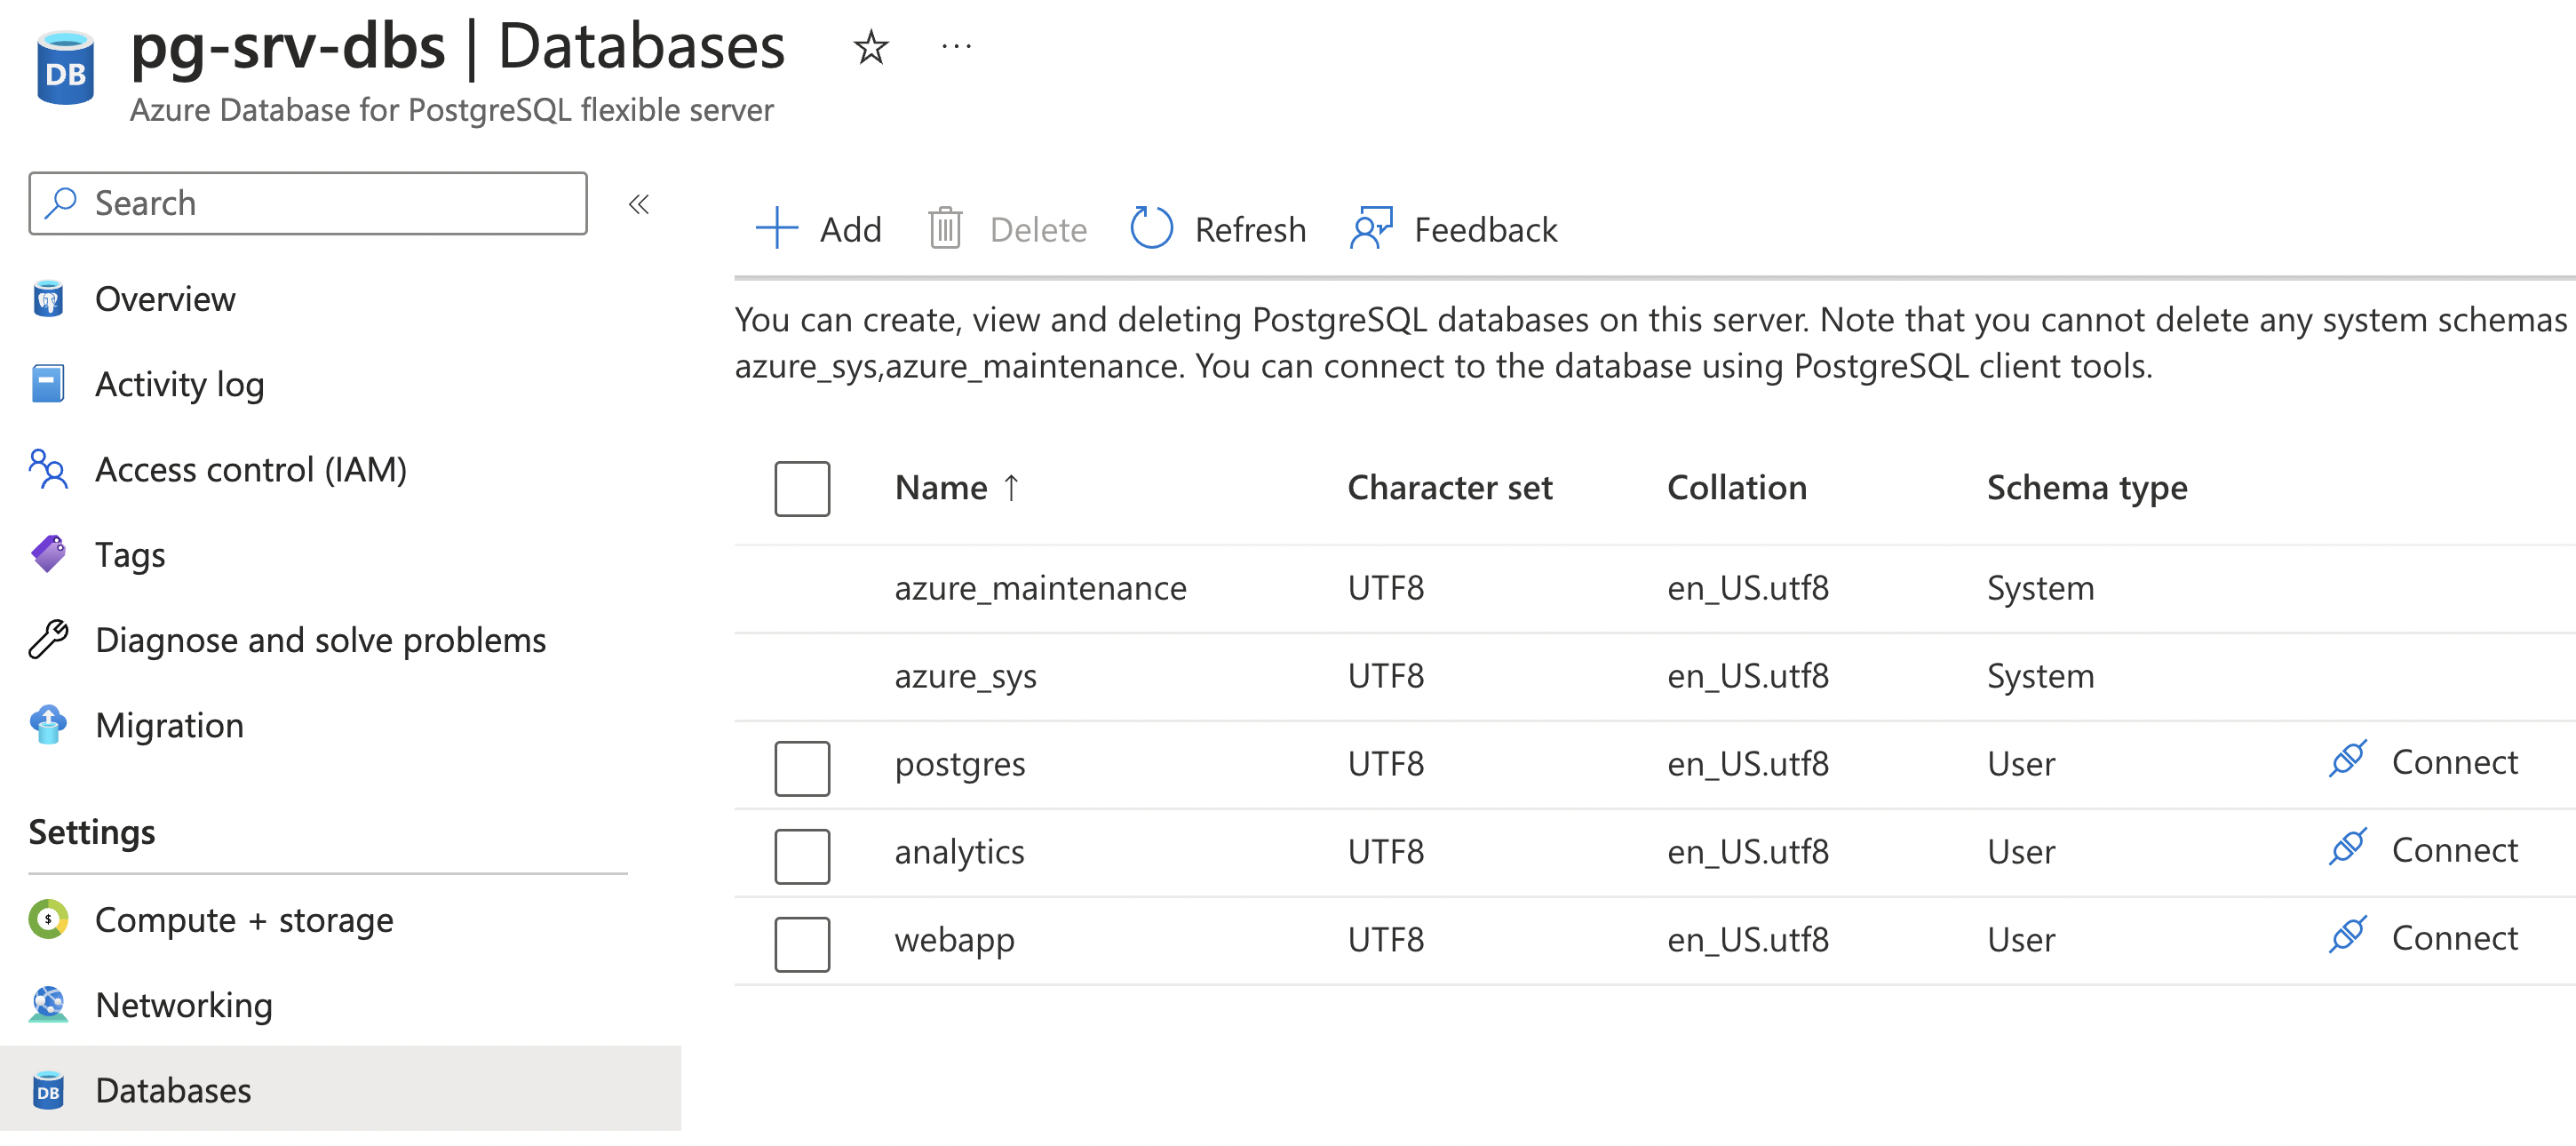 pg-srv-dbs | Databases
Azure Database for PostgreSQL flexible server
Search
Overview
Activity log
Access control (IAM)
Tags
Diagnose and solve problems
Migration
Settings
Compute + storage
Networking
DB Databases
Add Delete Refresh Feedback
You can create, view and deleting PostgreSQL databases on this server. Note that you cannot delete any system schemas
azure_sys,azure_maintenance. You can connect to the database using PostgreSQL client tools.
Name ↑ Character set Collation Schema type
azure_maintenance UTF8 en_US.utf8 System
azure_sys UTF8 en_US.utf8 System
postgres UTF8 en_US.utf8 User Connect
analytics UTF8 en_US.utf8 User Connect
webapp UTF8 en_US.utf8 User Connect